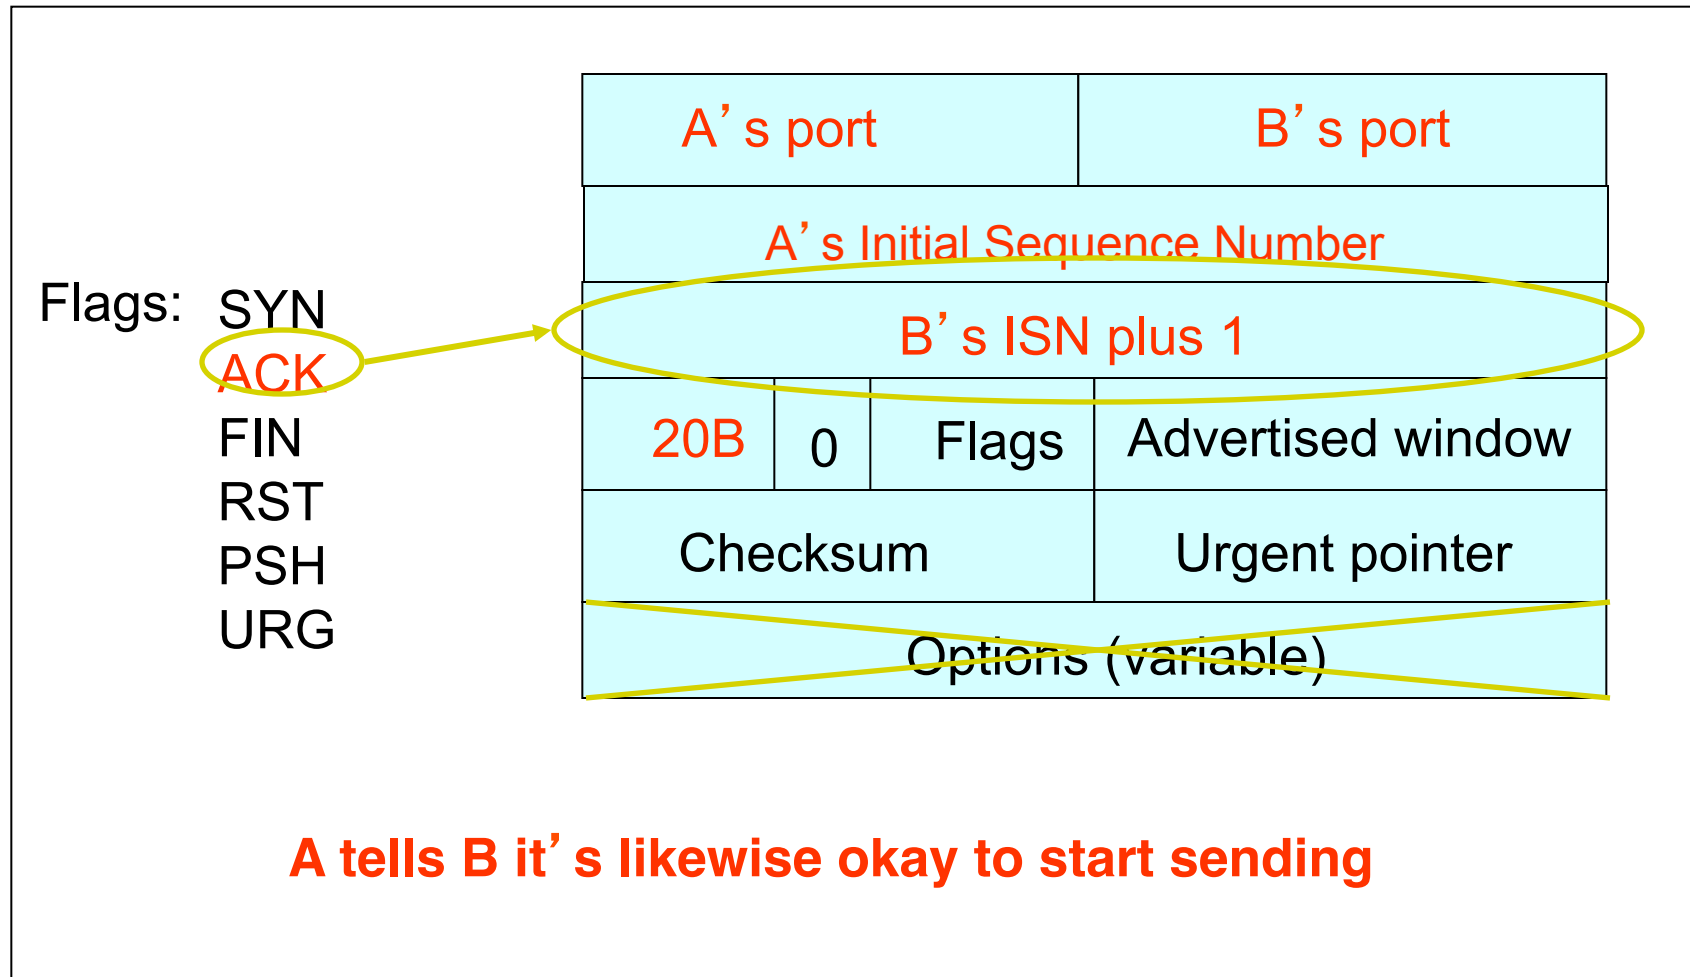 A’s port
B’s port
A’s Initial Sequence Number
Flags:
SYN
ACK
FIN
RST
PSH
URG
B’s ISN plus 1
20B
0
Flags
Advertised window
Checksum
Urgent pointer
Options (variable)
A tells B it’s likewise okay to start sending